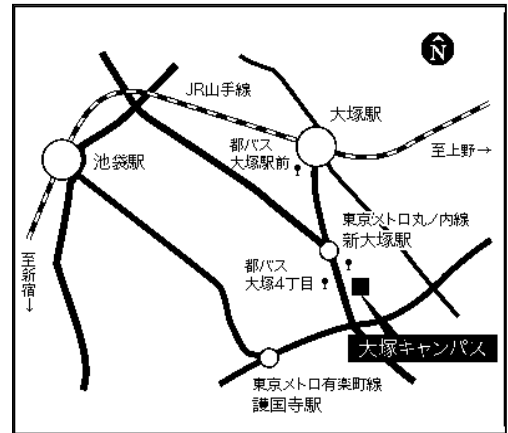 N
JR山手線
大塚駅
都バス
大塚駅前
至上野→
池袋駅
東京メトロ丸ノ内線
新大塚駅
至新宿→
都バス
大塚4丁目
大塚キャンパス
東京メトロ有楽町線
護国寺駅